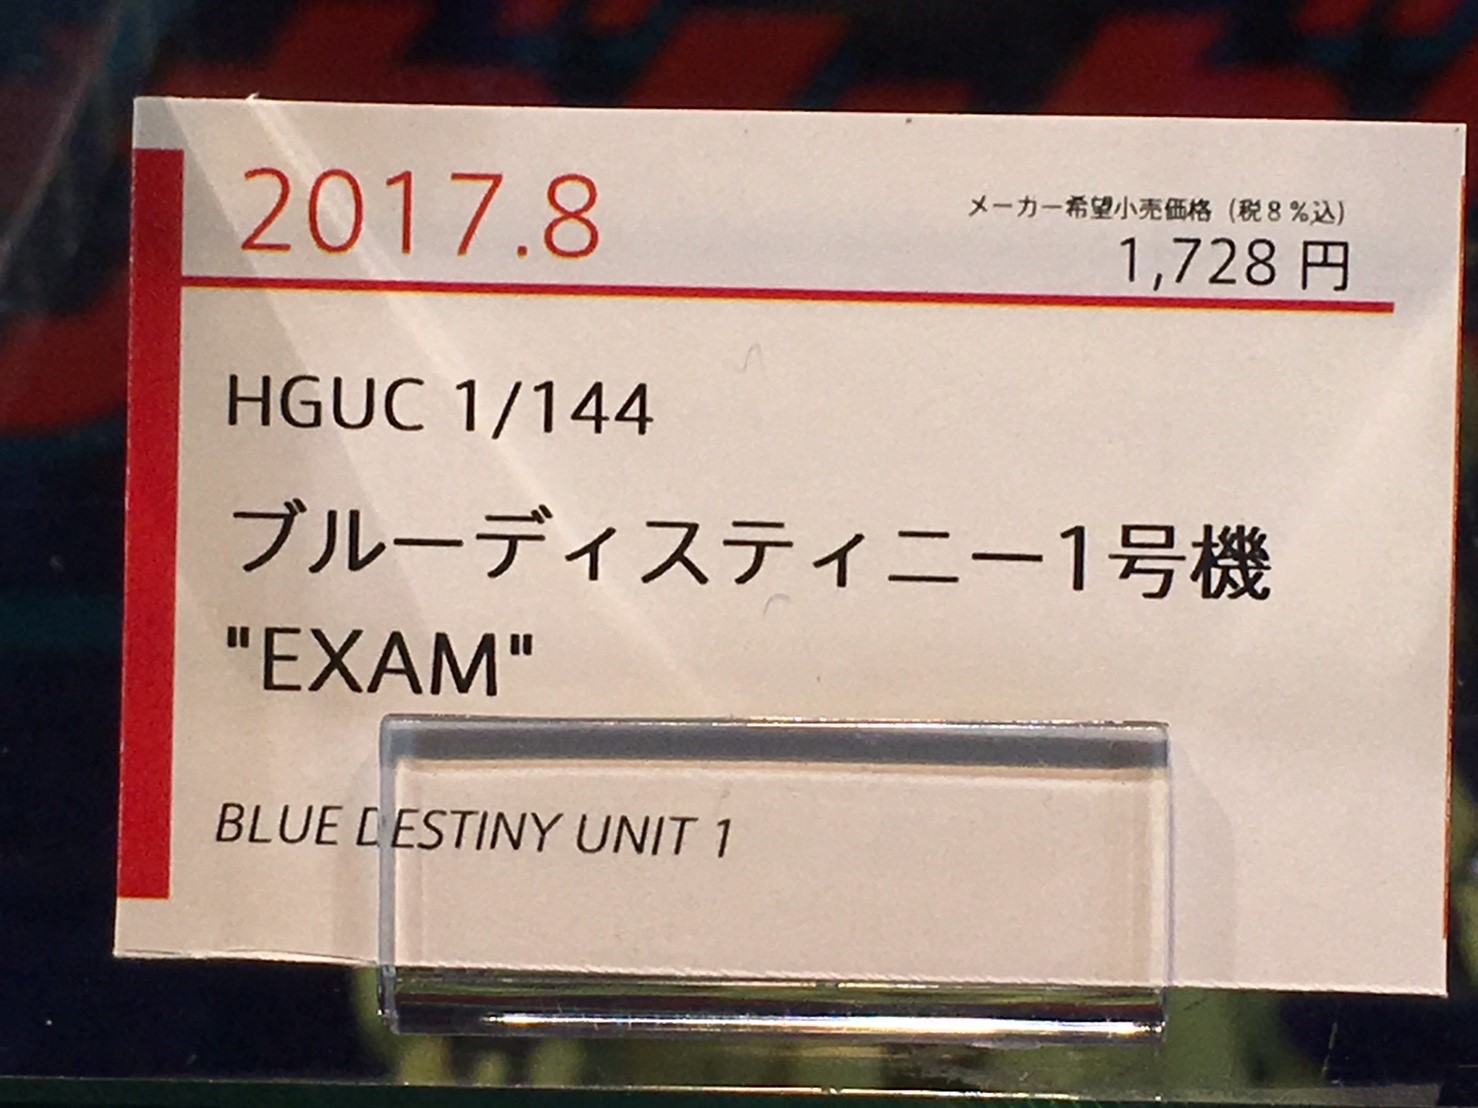 2017.8
メーカー希望小売価格（税８％込）
1,728 円
HGUC 1/144
ブルーディスティニー1号機
"EXAM"
BLUE DESTINY UNIT 1